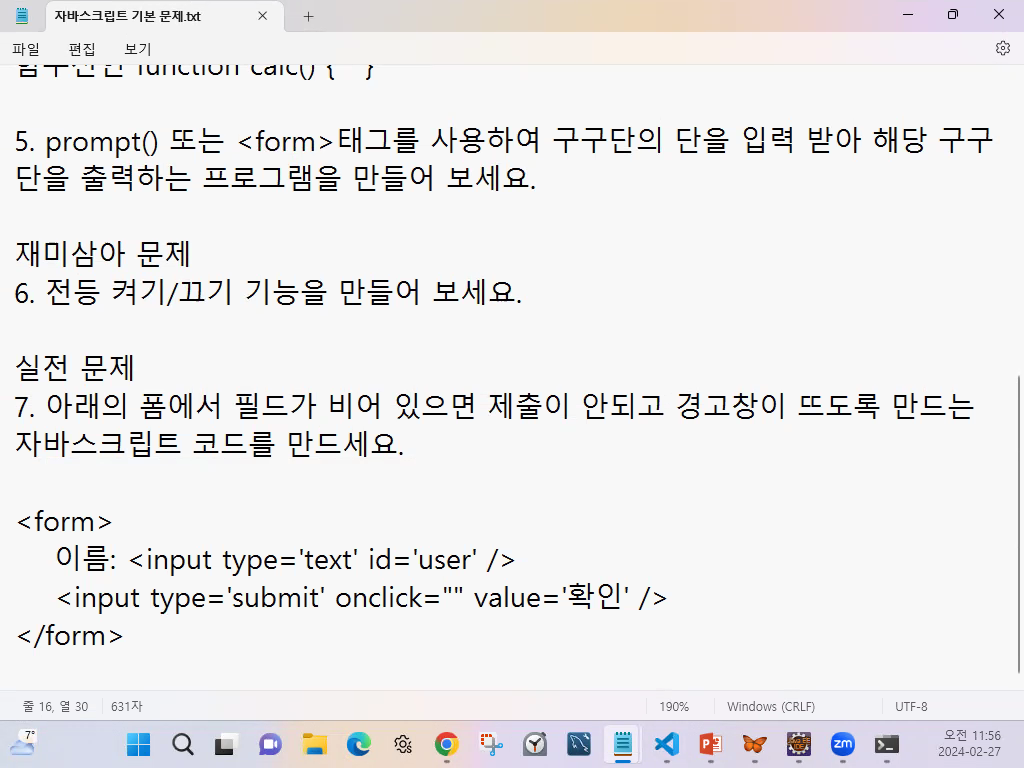 자바스크립트 기본 문제.txt
파일 편집 보기
함수선언 function calc() { }
5. prompt() 또는 <form>태그를 사용하여 구구단의 단을 입력 받아 해당 구구
단을 출력하는 프로그램을 만들어 보세요.
재미삼아 문제
6. 전등 켜기/끄기 기능을 만들어 보세요.
실전 문제
7. 아래의 폼에서 필드가 비어 있으면 제출이 안되고 경고창이 뜨도록 만드는
자바스크립트 코드를 만드세요.
<form>
이름: <input type='text' id='user' />
<input type='submit' onclick="" value='확인' />
</form>
줄 16, 열 30 631자 190% Windows (CRLF) UTF-8
7°
zm
오전 11:56
2024-02-27